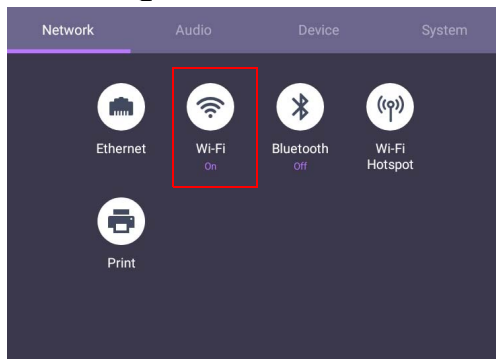 Network Audio Device System
Ethernet Wi-Fi Bluetooth Wi-Fi
On Off Hotspot
Print